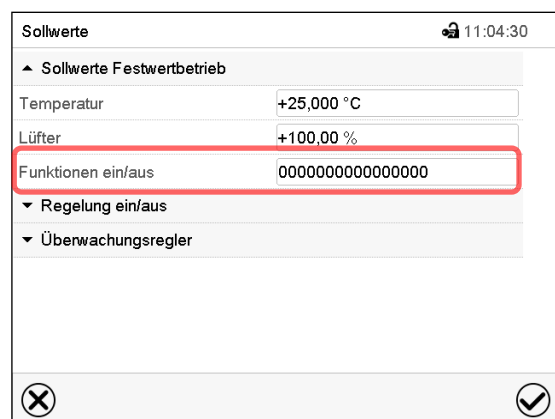 Sollwerte 11:04:30
Sollwerte Festwertbetrieb
Temperatur +25,000 °C
Lüfter +100,00 %
Funktionen ein/aus 0000000000000000
Regelung ein/aus
Überwachungsregler